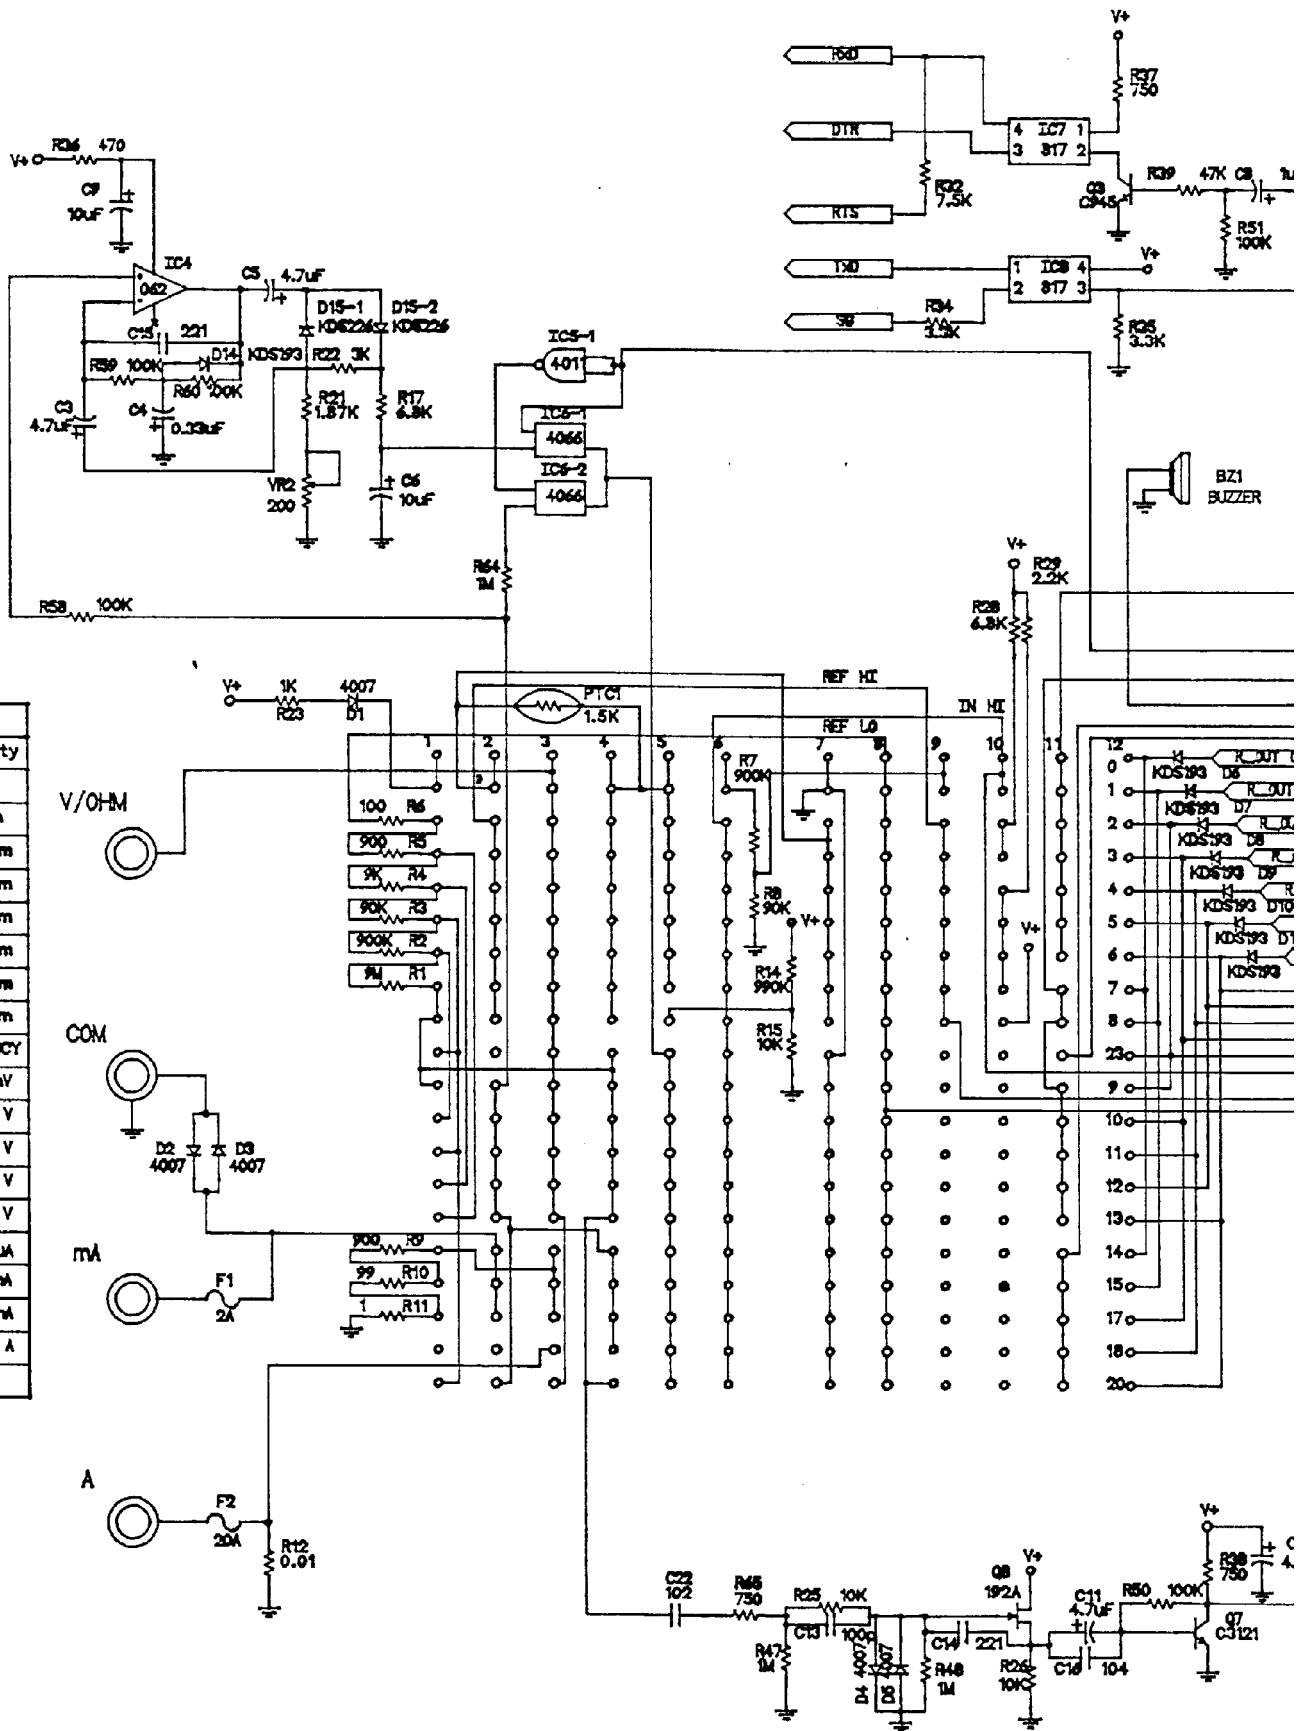 V+
RXD
R37
750
DTR
4 IC7 1
3 817 2
R36 470
V+
C9
10uF
R32
7.5K
Q3
C945
R39 47K C8
R51
100K
RTS
IC4
062
C5 4.7uF
TXD
1 IC8 4
2 817 3
V+
D15-1
KDS226
D15-2
KDS226
SG
R34
3.3K
R35
3.3K
C15 221
R59 100K
D14
KDS193
R22 3K
R60 100K
IC5-1
4011
C3
4.7uF
C4
0.33uF
R21
1.87K
R17
6.8K
IC6-1
4066
IC6-2
4066
VR2
200
C6
10uF
BZ1
BUZZER
R64
1M
V+
R29
2.2K
R28
6.8K
R58 100K
V+
1K
R23
4007
D1
PTC1
1.5K
REF HI
IN HI
REF LO
1 2 3 4 5 6 7 8 9 10 11 12
ty
V/OHM
R7
900K
0
KDS193 D6
1
KDS193 D7
2
KDS193 D8
3
KDS193 D9
4
KDS193 D10
5
KDS193
6
KDS193
7
8
23
9
10
11
12
13
14
15
17
18
20
100 R6
900 R5
9K R4
90K R3
900K R2
9M R1
R8
90K
V+
V+
R14
990K
R15
10K
m
m
m
m
m
m
CY
V
V
V
V
A
COM
D2
4007
D3
4007
mA
F1
2A
900 R9
99 R10
1 R11
A
F2
20A
R12
0.01
C22
102
R65
750
R25 10K
C13 100p
R47
1M
D4 4007
D5 4007
R48
1M
C14 221
Q8
192A
V+
R26
10K
C11
4.7uF
C16 104
R50 100K
V+
R38
750
Q7
C3121